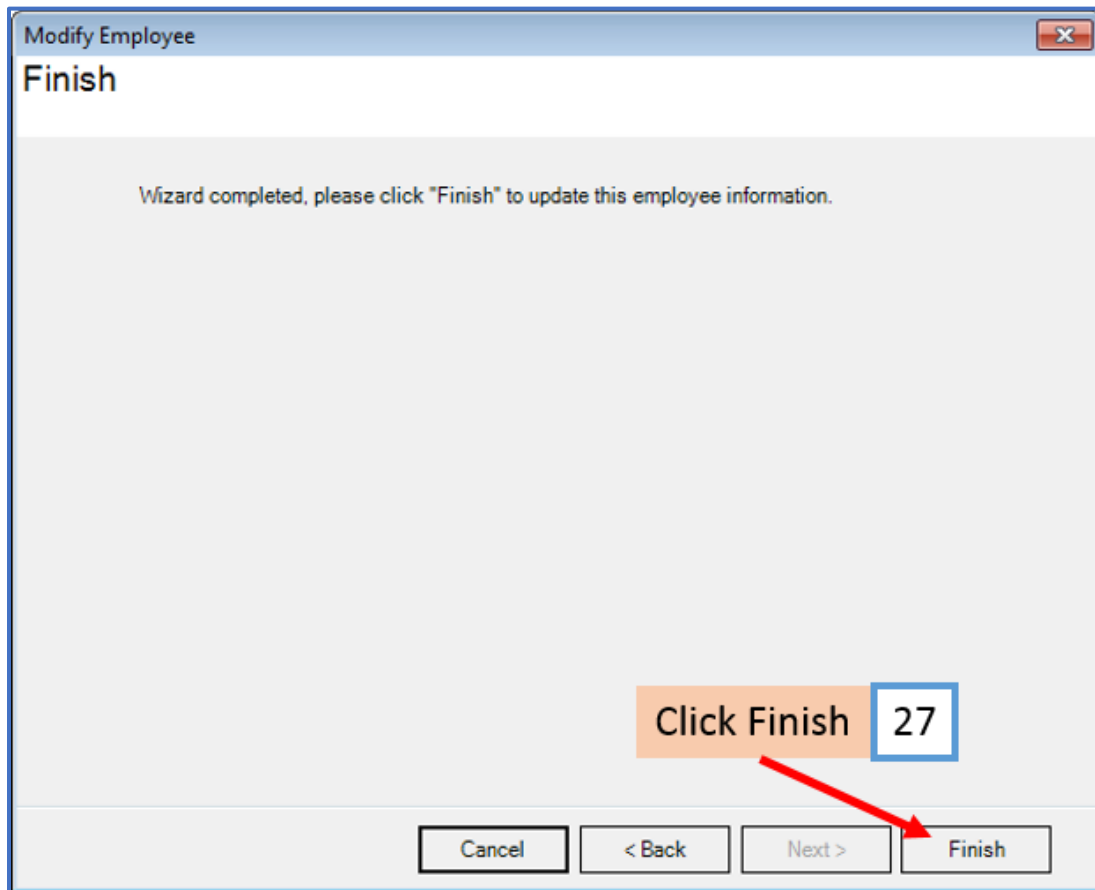 Modify Employee
Finish
Wizard completed, please click "Finish" to update this employee information.
Click Finish 27
Cancel < Back Next > Finish